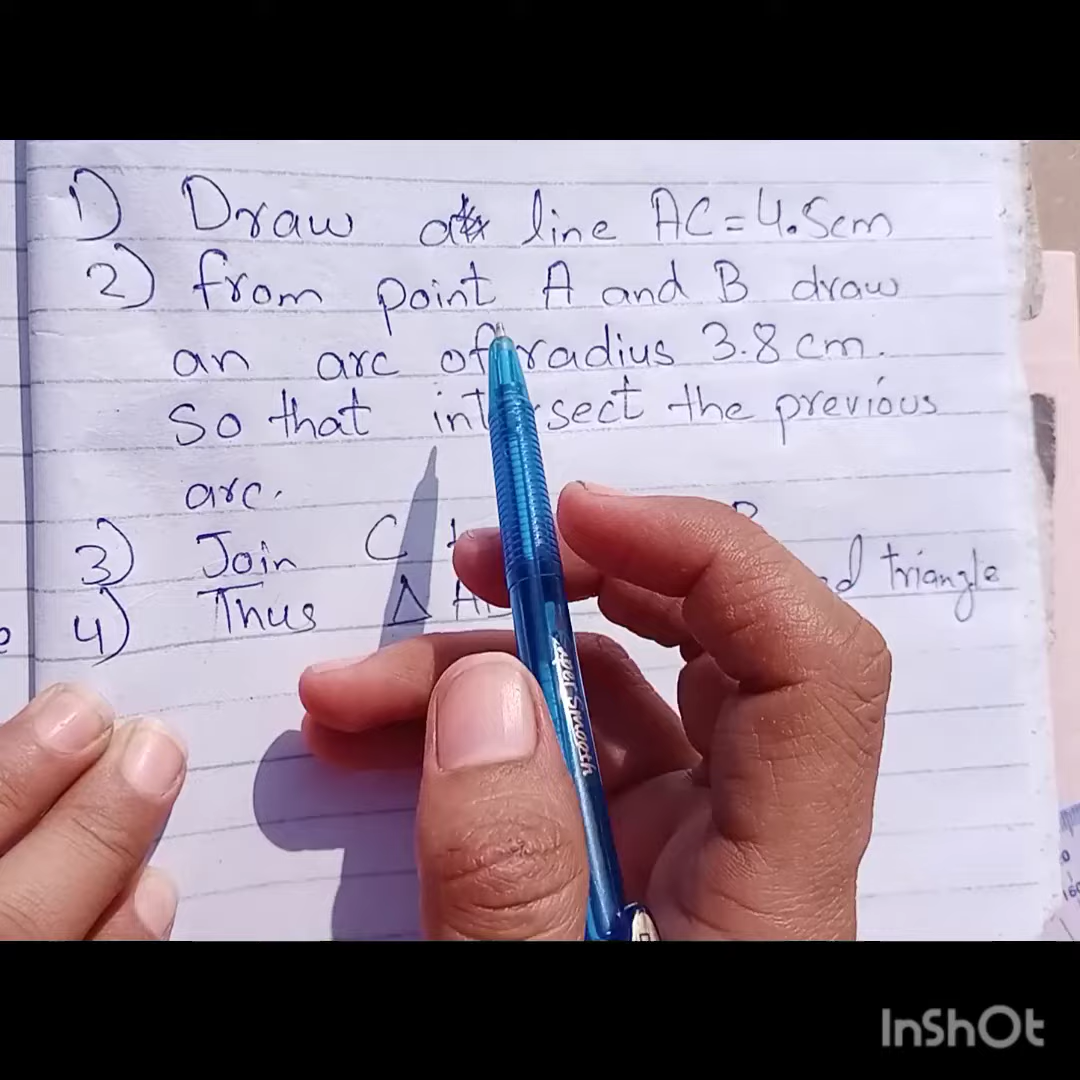 1) Draw a line AC = 4.5cm
2) from point A and B draw
an arc of radius 3.8 cm.
So that intersect the previous
arc.
3) Join C
4) Thus Δ triangle
Smooth
InShOt